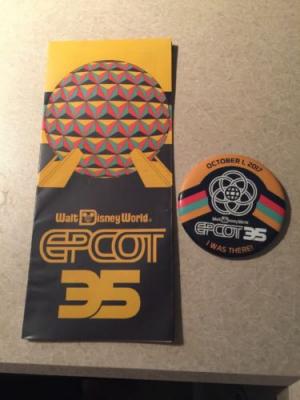 Walt Disney World®
EPCOT
35
OCTOBER 1, 2017
Walt Disney World
EPCOT 35
I WAS THERE!